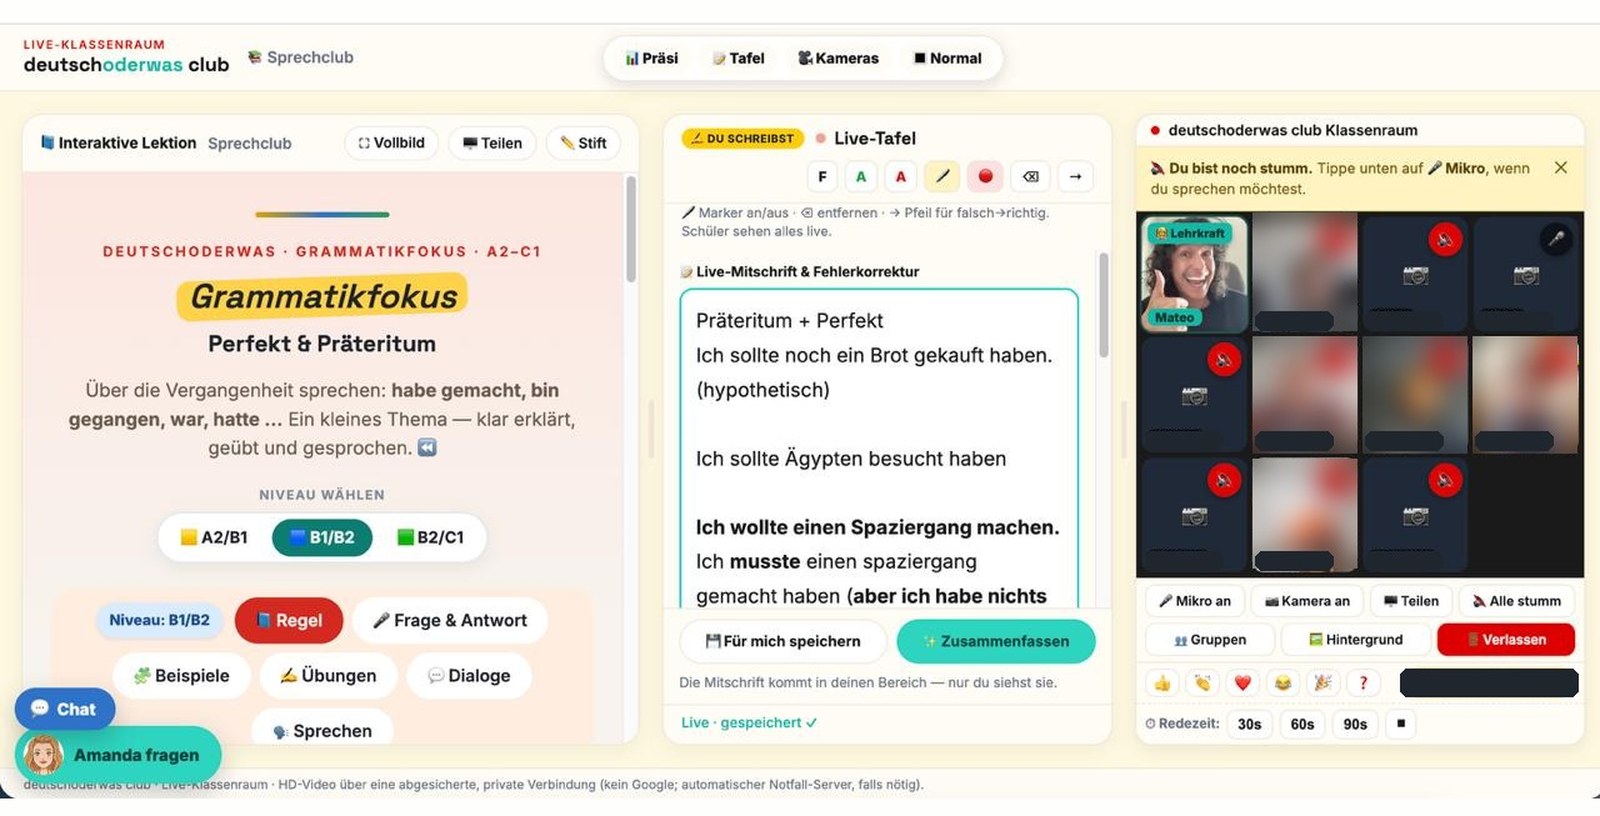 LIVE-KLASSENRAUM
deutschoderwas club
Sprechclub
Präsi
Tafel
Kameras
Normal
Interaktive Lektion
Sprechclub
Vollbild
Teilen
Stift
DEUTSCHODERWAS · GRAMMATIKFOKUS · A2–C1
Grammatikfokus
Perfekt & Präteritum
Über die Vergangenheit sprechen: habe gemacht, bin
gegangen, war, hatte … Ein kleines Thema — klar erklärt,
geübt und gesprochen.
NIVEAU WÄHLEN
A2/B1
B1/B2
B2/C1
Niveau: B1/B2
Regel
Frage & Antwort
Beispiele
Übungen
Dialoge
Sprechen
Chat
Amanda fragen
DU SCHREIBST
Live-Tafel
F
A
A
Marker an/aus · ⌫ entfernen · → Pfeil für falsch→richtig.
Schüler sehen alles live.
Live-Mitschrift & Fehlerkorrektur
Präteritum + Perfekt
Ich sollte noch ein Brot gekauft haben.
(hypothetisch)
Ich sollte Ägypten besucht haben
Ich wollte einen Spaziergang machen.
Ich musste einen spaziergang
gemacht haben (aber ich habe nichts
Für mich speichern
Zusammenfassen
Die Mitschrift kommt in deinen Bereich — nur du siehst sie.
Live · gespeichert ✓
deutschoderwas club Klassenraum
Du bist noch stumm. Tippe unten auf Mikro, wenn
du sprechen möchtest.
Lehrkraft
Mateo
Mikro an
Kamera an
Teilen
Alle stumm
Gruppen
Hintergrund
Verlassen
?
Redezeit:
30s
60s
90s
deutschoderwas club · Live-Klassenraum · HD-Video über eine abgesicherte, private Verbindung (kein Google; automatischer Notfall-Server, falls nötig).